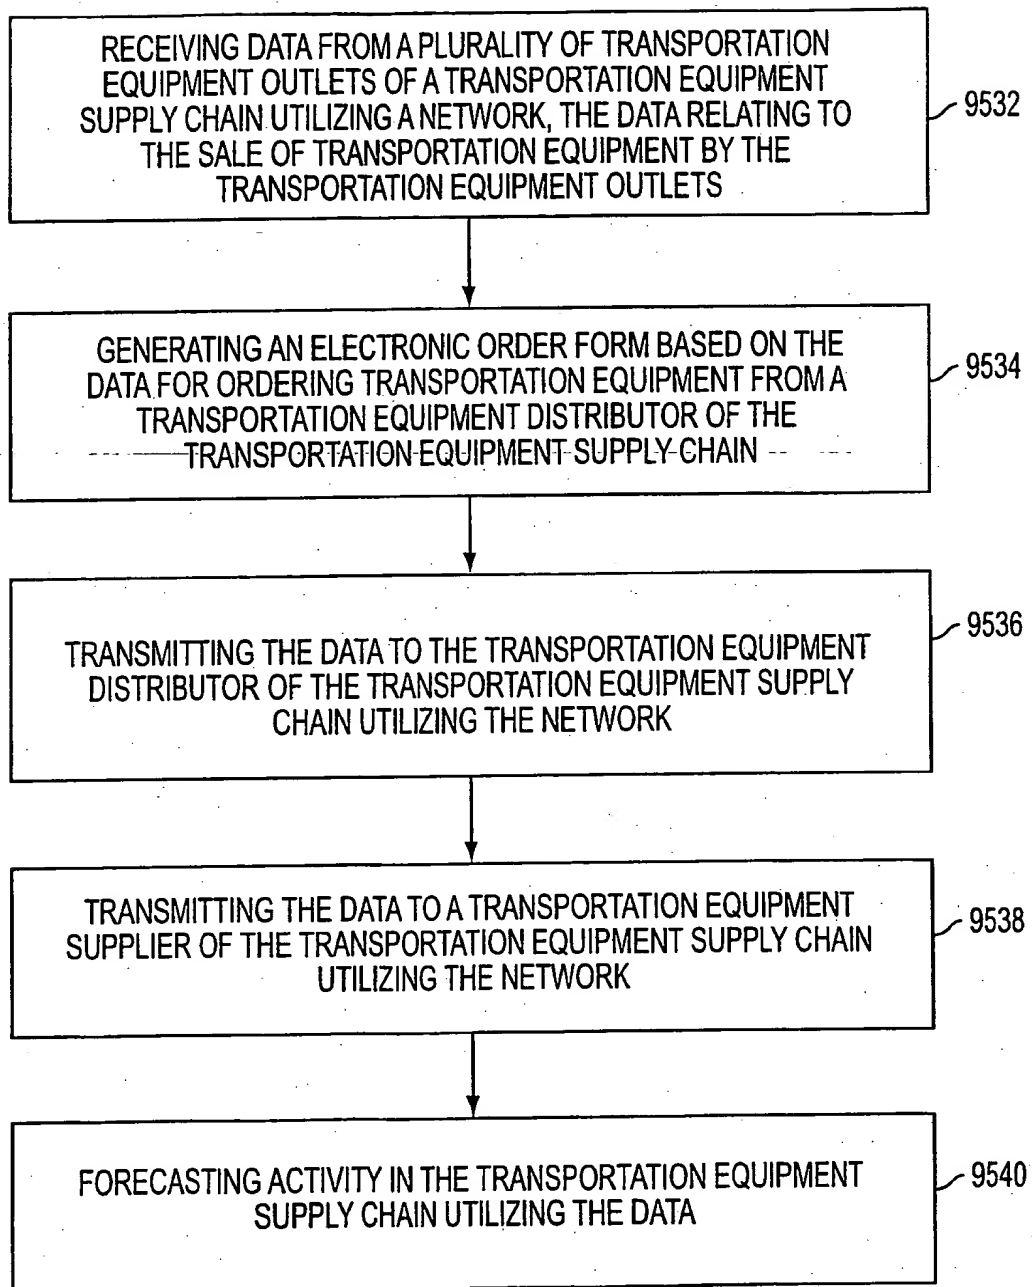 RECEIVING DATA FROM A PLURALITY OF TRANSPORTATION
EQUIPMENT OUTLETS OF A TRANSPORTATION EQUIPMENT
SUPPLY CHAIN UTILIZING A NETWORK, THE DATA RELATING TO
THE SALE OF TRANSPORTATION EQUIPMENT BY THE
TRANSPORTATION EQUIPMENT OUTLETS
9532
GENERATING AN ELECTRONIC ORDER FORM BASED ON THE
DATA FOR ORDERING TRANSPORTATION EQUIPMENT FROM A
TRANSPORTATION EQUIPMENT DISTRIBUTOR OF THE
TRANSPORTATION EQUIPMENT SUPPLY CHAIN
9534
TRANSMITTING THE DATA TO THE TRANSPORTATION EQUIPMENT
DISTRIBUTOR OF THE TRANSPORTATION EQUIPMENT SUPPLY
CHAIN UTILIZING THE NETWORK
9536
TRANSMITTING THE DATA TO A TRANSPORTATION EQUIPMENT
SUPPLIER OF THE TRANSPORTATION EQUIPMENT SUPPLY CHAIN
UTILIZING THE NETWORK
9538
FORECASTING ACTIVITY IN THE TRANSPORTATION EQUIPMENT
SUPPLY CHAIN UTILIZING THE DATA
9540